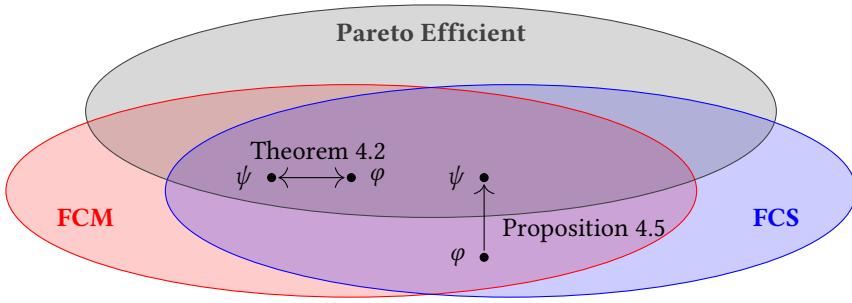 Pareto Efficient
Theorem 4.2
ψ φ ψ
FCM FCS
Proposition 4.5
φ